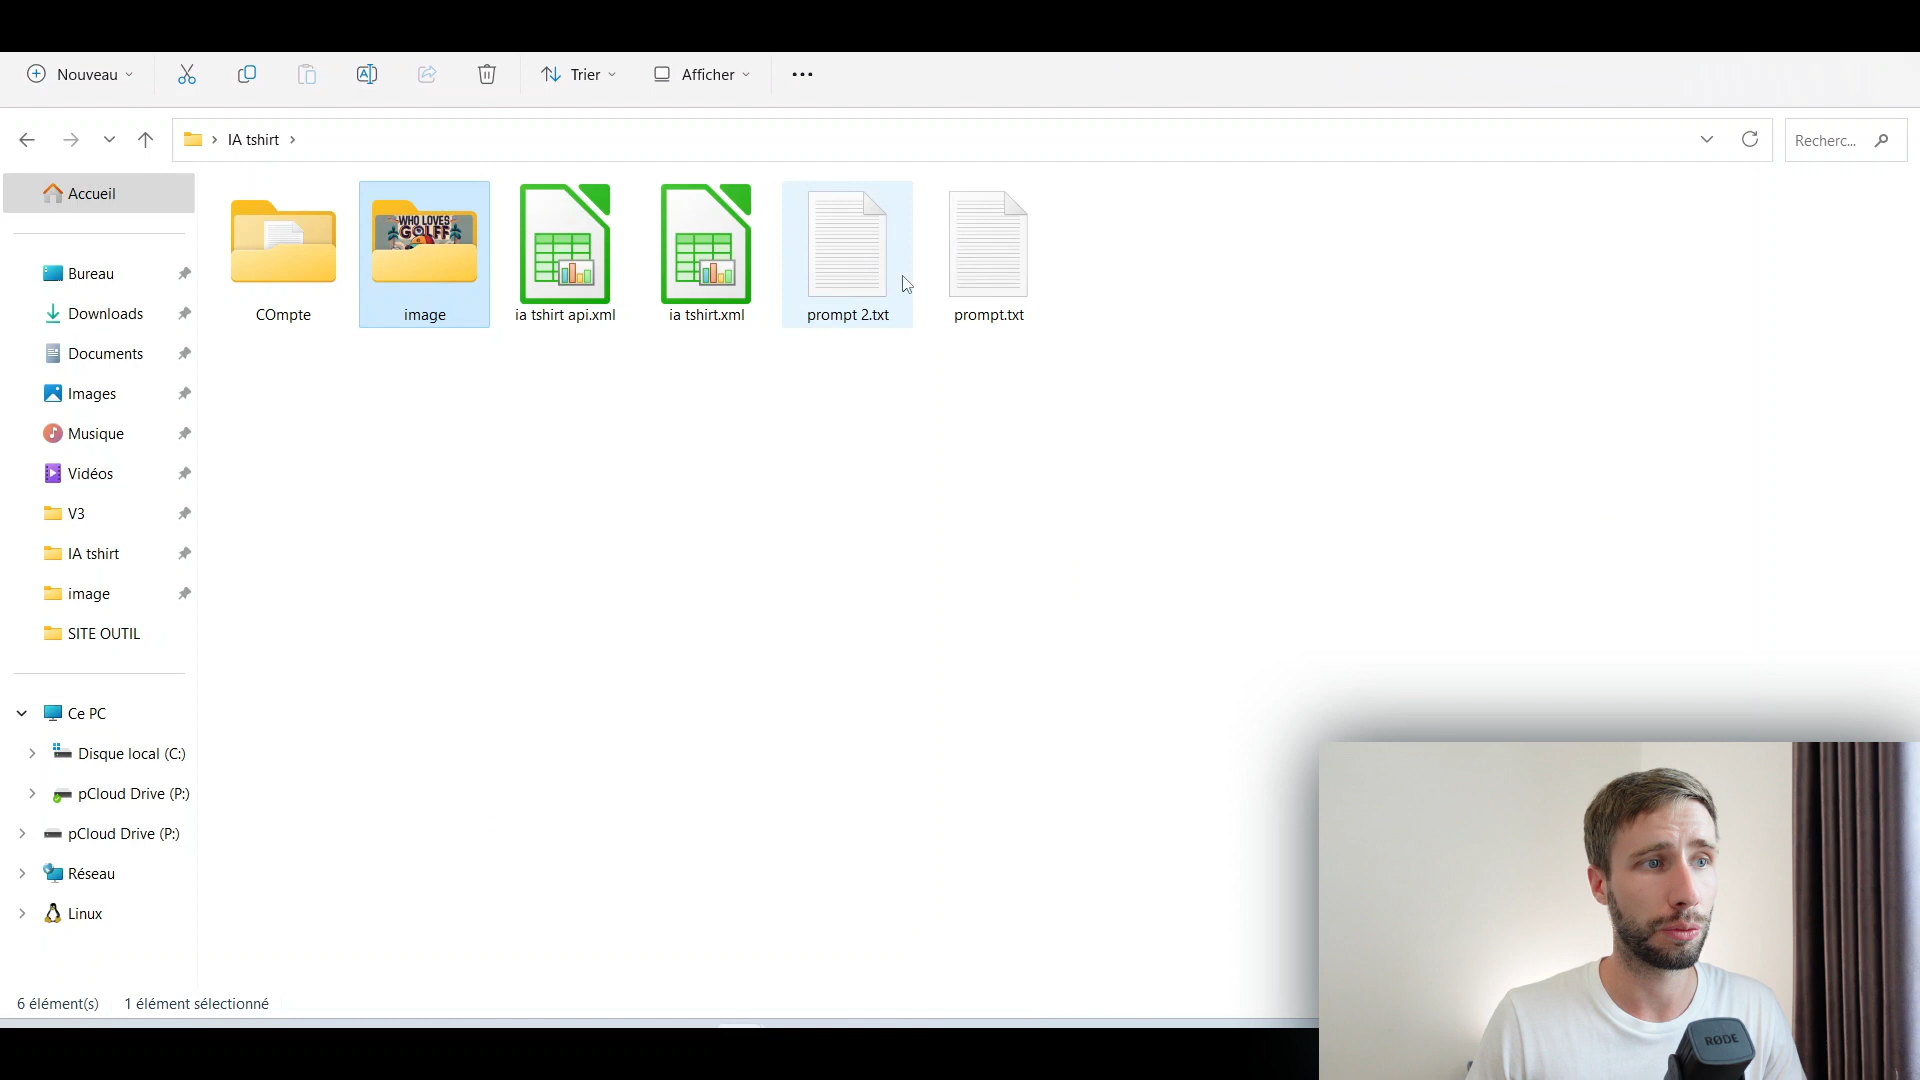 Nouveau
Trier
Afficher
IA tshirt
Recherc...
Accueil
Bureau
Downloads
Documents
Images
Musique
Vidéos
V3
IA tshirt
image
SITE OUTIL
Ce PC
Disque local (C:)
pCloud Drive (P:)
pCloud Drive (P:)
Réseau
Linux
WHO LOVES
GOLFF
COmpte
image
ia tshirt api.xml
ia tshirt.xml
prompt 2.txt
prompt.txt
6 élément(s) 1 élément sélectionné
RØDE